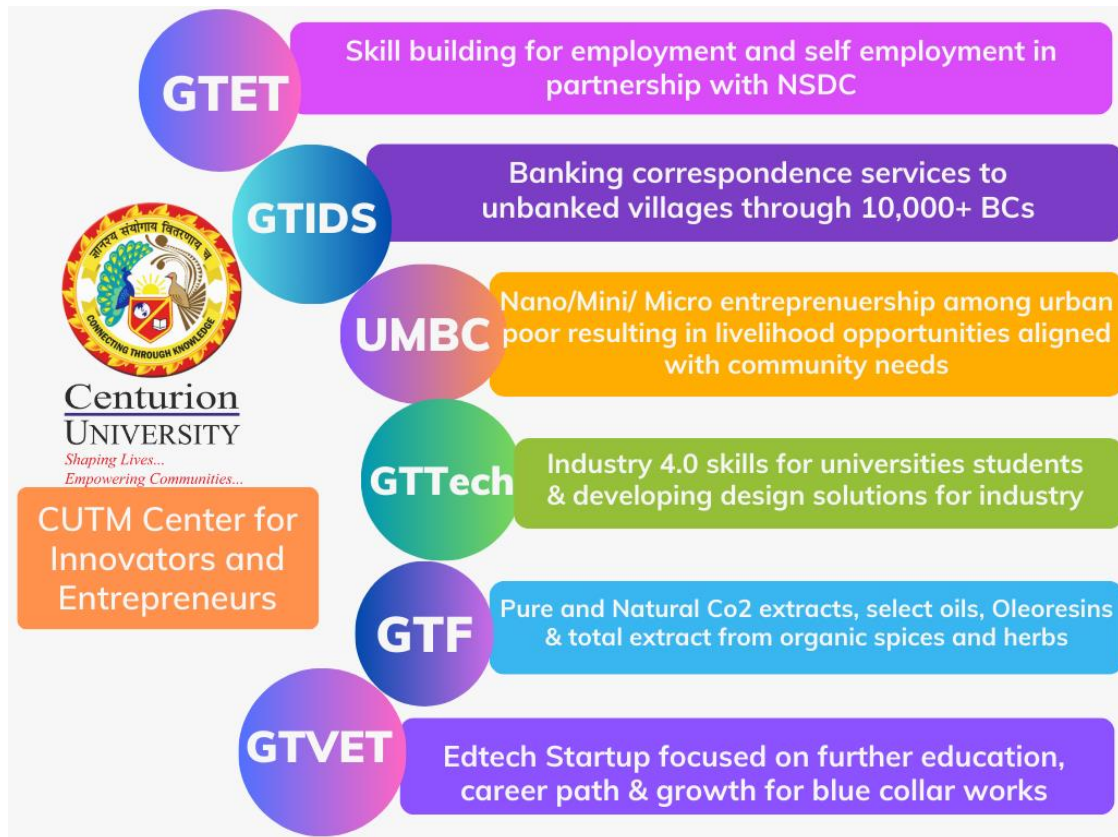 GTET
Skill building for employment and self employment in
partnership with NSDC
GTIDS
Banking correspondence services to
unbanked villages through 10,000+ BCs
ज्ञानश्य संयोगाय वितरणाय च
CONNECTING THROUGH KNOWLEDGE
Centurion
UNIVERSITY
Shaping Lives...
Empowering Communities...
CUTM Center for
Innovators and
Entrepreneurs
UMBC
Nano/Mini/ Micro entreprenuership among urban
poor resulting in livelihood opportunities aligned
with community needs
GTTech
Industry 4.0 skills for universities students
& developing design solutions for industry
GTF
Pure and Natural Co2 extracts, select oils, Oleoresins
& total extract from organic spices and herbs
GTVET
Edtech Startup focused on further education,
career path & growth for blue collar works